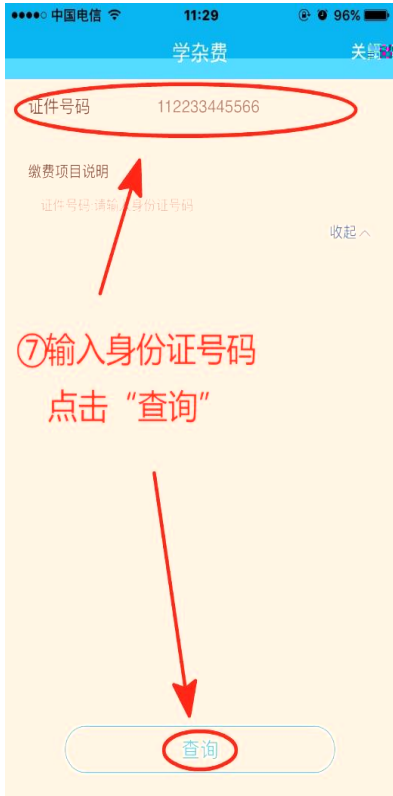 中国电信 11:29 96%
学杂费 关
证件号码 112233445566
缴费项目说明
证件号码:请输入身份证号码
收起
⑦输入身份证号码
点击“查询”
查询